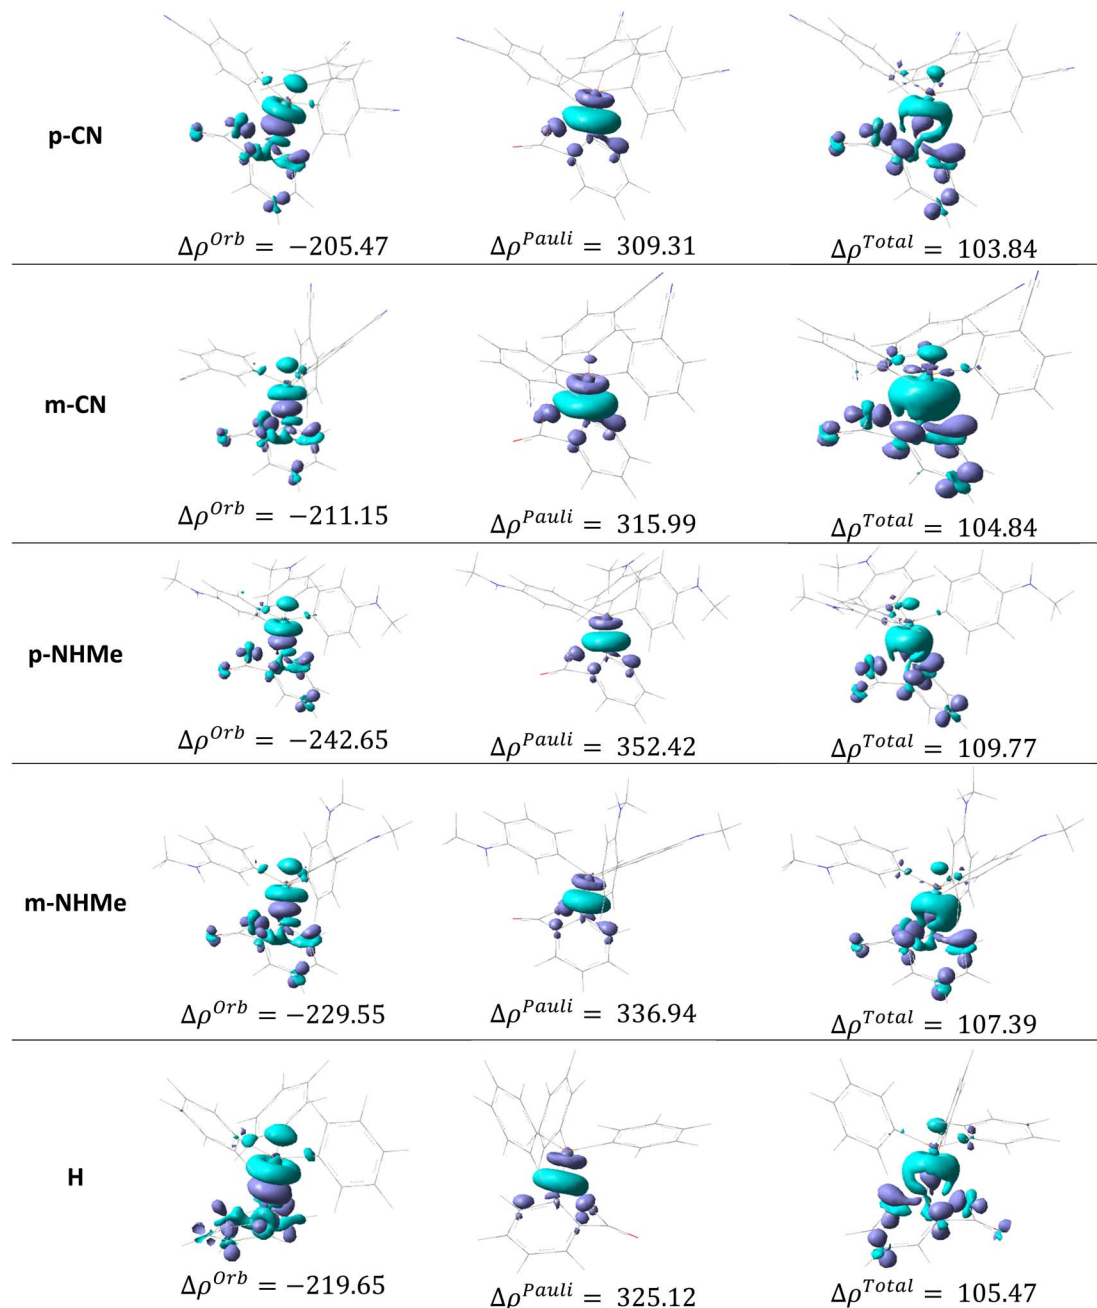 p-CN
Δρ^Orb = −205.47
Δρ^Pauli = 309.31
Δρ^Total = 103.84
m-CN
Δρ^Orb = −211.15
Δρ^Pauli = 315.99
Δρ^Total = 104.84
p-NHMe
Δρ^Orb = −242.65
Δρ^Pauli = 352.42
Δρ^Total = 109.77
m-NHMe
Δρ^Orb = −229.55
Δρ^Pauli = 336.94
Δρ^Total = 107.39
H
Δρ^Orb = −219.65
Δρ^Pauli = 325.12
Δρ^Total = 105.47